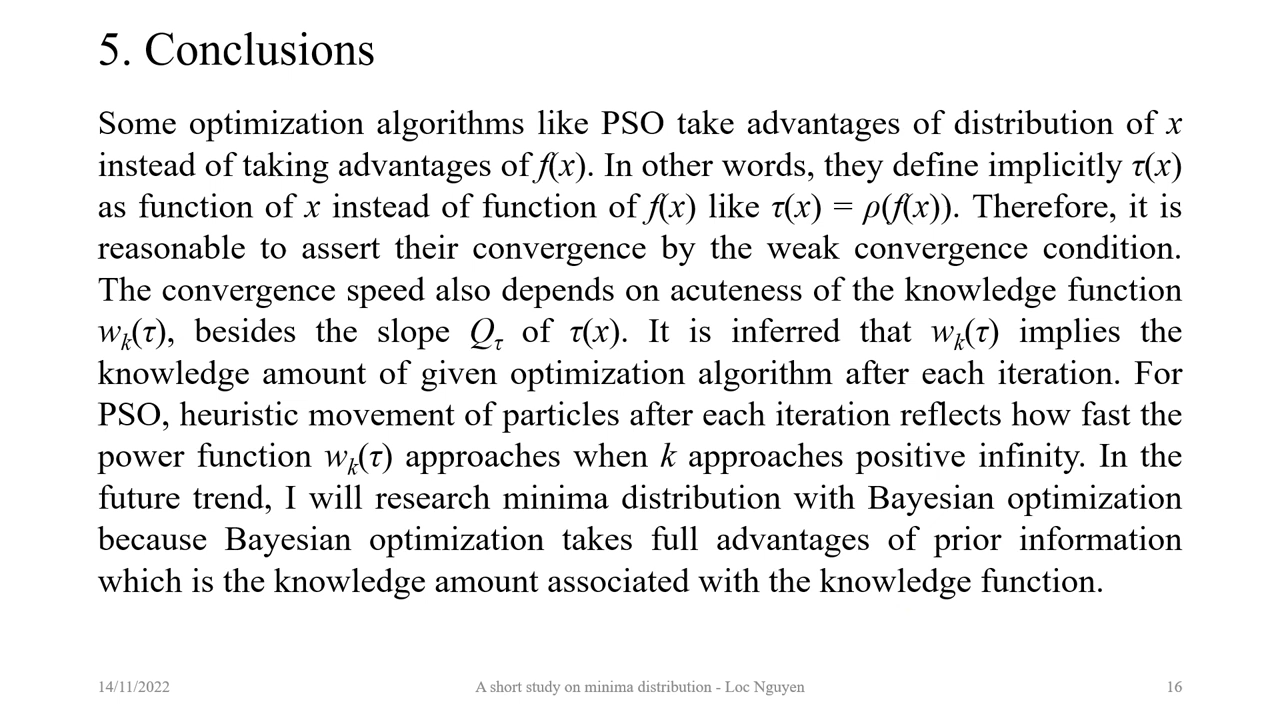 5. Conclusions
Some optimization algorithms like PSO take advantages of distribution of x
instead of taking advantages of f(x). In other words, they define implicitly τ(x)
as function of x instead of function of f(x) like τ(x) = ρ(f(x)). Therefore, it is
reasonable to assert their convergence by the weak convergence condition.
The convergence speed also depends on acuteness of the knowledge function
wₖ(τ), besides the slope Q_τ of τ(x). It is inferred that wₖ(τ) implies the
knowledge amount of given optimization algorithm after each iteration. For
PSO, heuristic movement of particles after each iteration reflects how fast the
power function wₖ(τ) approaches when k approaches positive infinity. In the
future trend, I will research minima distribution with Bayesian optimization
because Bayesian optimization takes full advantages of prior information
which is the knowledge amount associated with the knowledge function.
14/11/2022
A short study on minima distribution - Loc Nguyen
16